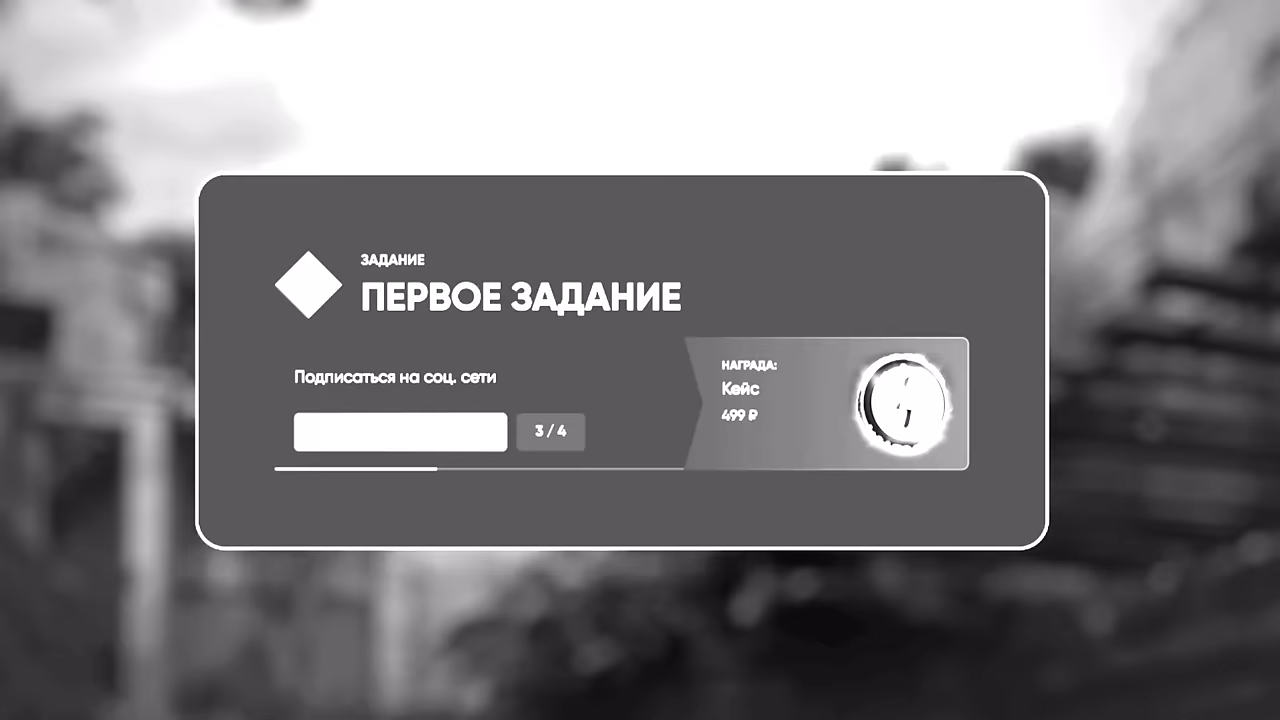 ЗАДАНИЕ
ПЕРВОЕ ЗАДАНИЕ
Подписаться на соц. сети
3 / 4
НАГРАДА:
Кейс
499 ₽